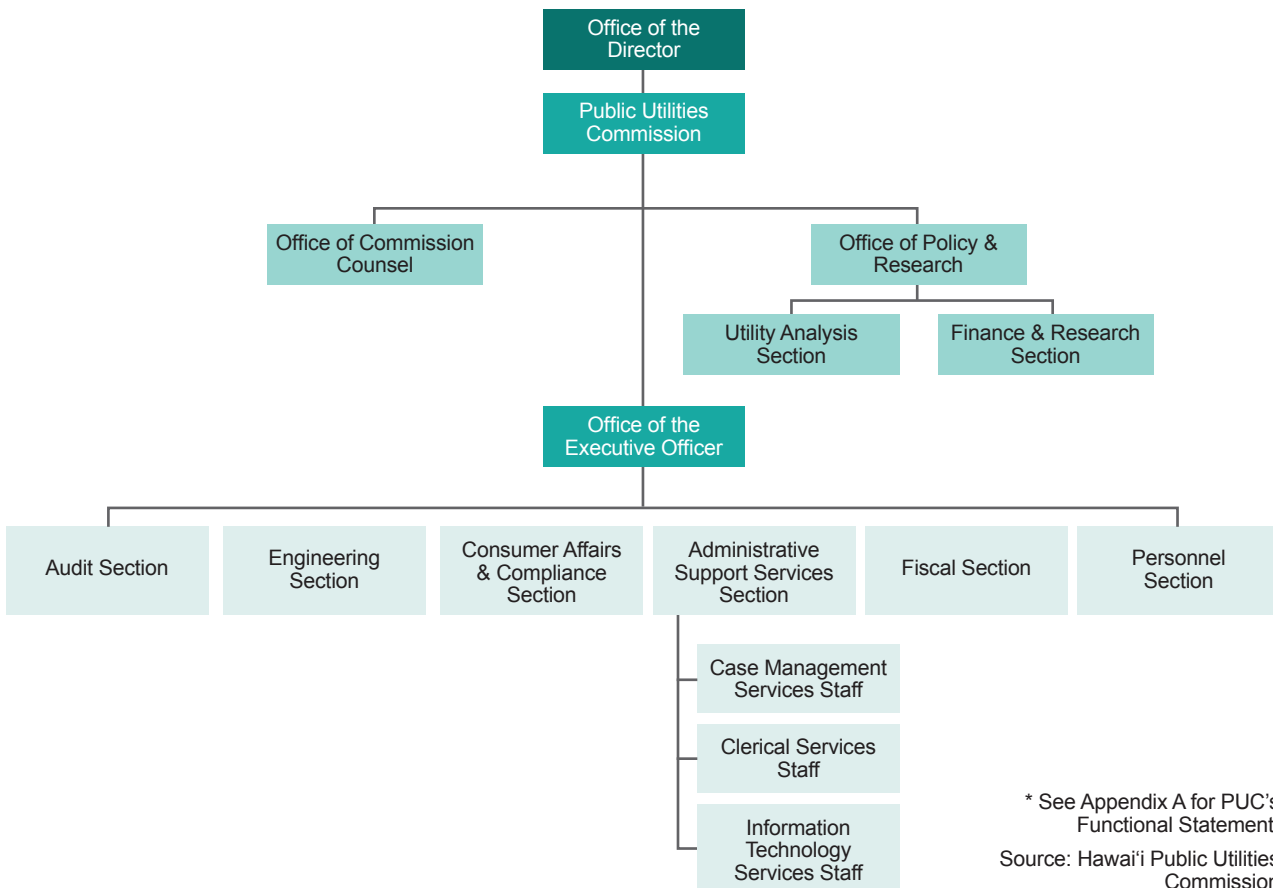 Office of the
Director
Public Utilities
Commission
Office of Commission
Counsel
Office of Policy &
Research
Utility Analysis
Section
Finance & Research
Section
Office of the
Executive Officer
Audit Section
Engineering
Section
Consumer Affairs
& Compliance
Section
Administrative
Support Services
Section
Fiscal Section
Personnel
Section
Case Management
Services Staff
Clerical Services
Staff
Information
Technology
Services Staff
* See Appendix A for PUC's
Functional Statement
Source: Hawai‘i Public Utilities
Commission